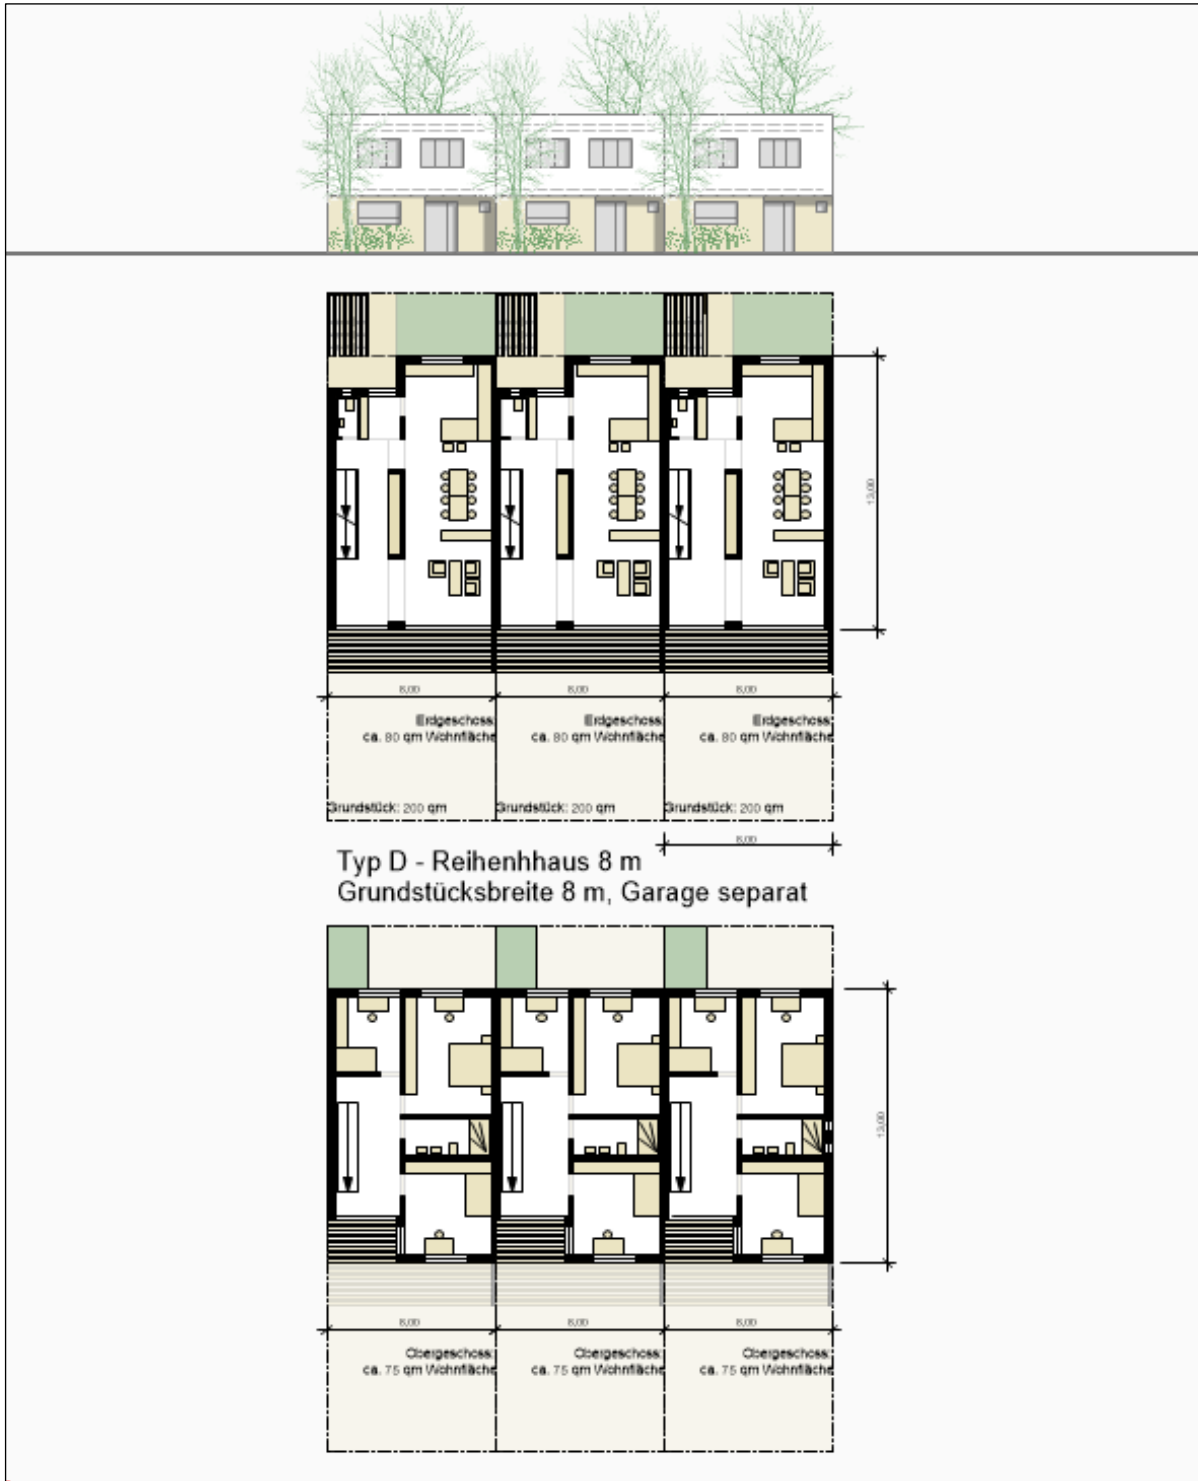 13,00
8,00 8,00 8,00
Erdgeschoss: Erdgeschoss: Erdgeschoss:
ca. 80 qm Wohnfläche ca. 80 qm Wohnfläche ca. 80 qm Wohnfläche
Grundstück: 200 qm Grundstück: 200 qm Grundstück: 200 qm
8,00
Typ D - Reihenhhaus 8 m
Grundstücksbreite 8 m, Garage separat
13,00
8,00 8,00 8,00
Obergeschoss: Obergeschoss: Obergeschoss:
ca. 75 qm Wohnfläche ca. 75 qm Wohnfläche ca. 75 qm Wohnfläche